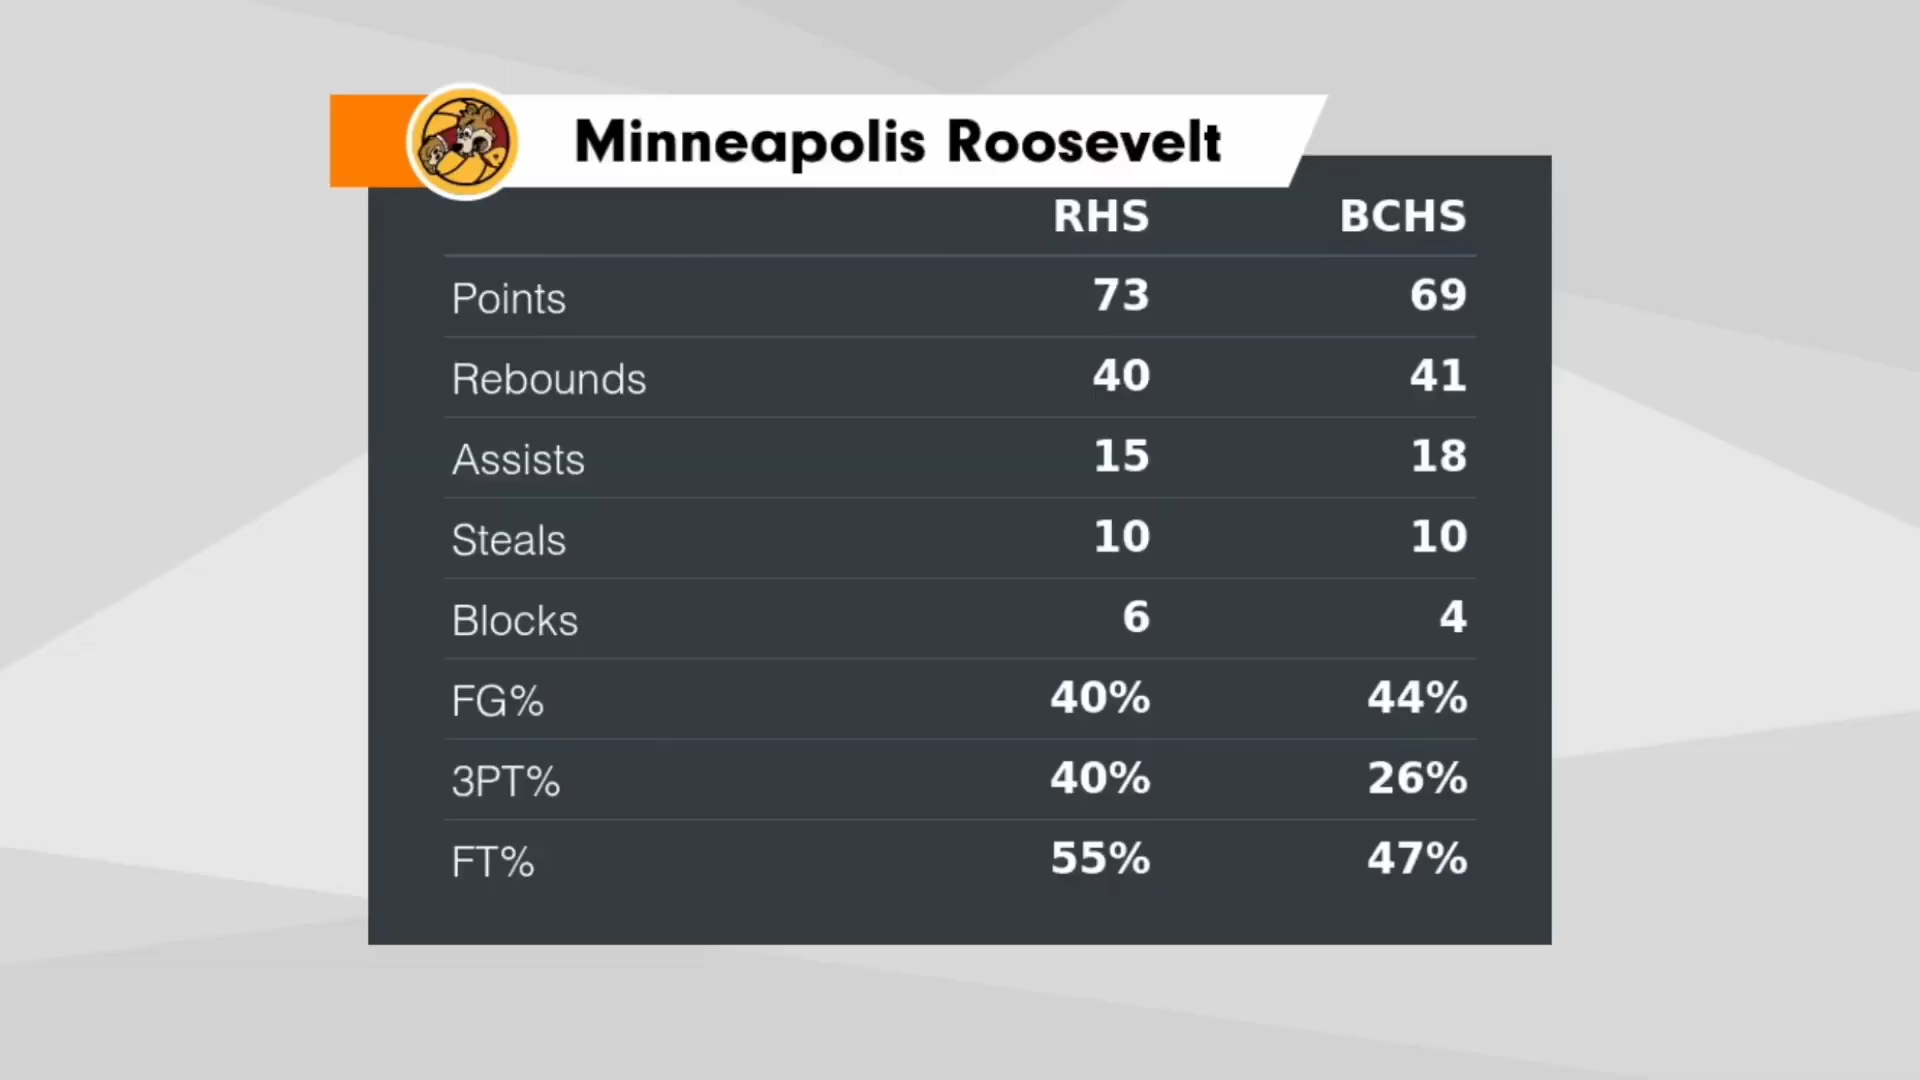 Minneapolis Roosevelt
RHS BCHS
Points 73 69
Rebounds 40 41
Assists 15 18
Steals 10 10
Blocks 6 4
FG% 40% 44%
3PT% 40% 26%
FT% 55% 47%